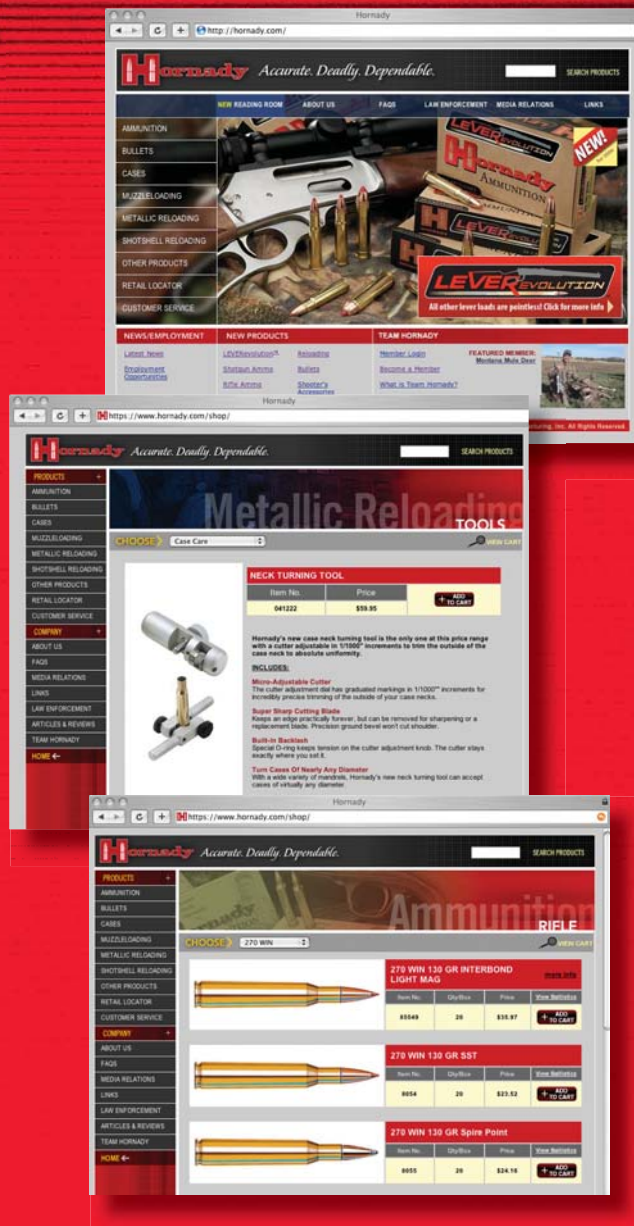 Hornady
http://hornady.com/
Hornady Accurate. Deadly. Dependable.
SEARCH PRODUCTS
NEW READING ROOM ABOUT US FAQS LAW ENFORCEMENT MEDIA RELATIONS LINKS
AMMUNITION
BULLETS
CASES
MUZZLELOADING
METALLIC RELOADING
SHOTSHELL RELOADING
OTHER PRODUCTS
RETAIL LOCATOR
CUSTOMER SERVICE
LEVEREVOLUTION
NEW!
Hornady
AMMUNITION
LEVEREVOLUTION
LEVEREVOLUTION
All other lever loads are pointless! Click for more info
NEWS/EMPLOYMENT NEW PRODUCTS TEAM HORNADY
Latest News
Employment
Opportunities
LEVERevolution
Shotgun Ammo
Rifle Ammo
Reloading
Bullets
Shooter's
Accessories
Member Login
Become a Member
What is Team Hornady?
FEATURED MEMBER:
Montana Mule Deer
turing, Inc. All Rights Reserved
Hornady
https://www.hornady.com/shop/
Hornady Accurate. Deadly. Dependable.
SEARCH PRODUCTS
PRODUCTS +
AMMUNITION
BULLETS
CASES
MUZZLELOADING
METALLIC RELOADING
SHOTSHELL RELOADING
OTHER PRODUCTS
RETAIL LOCATOR
CUSTOMER SERVICE
COMPANY +
ABOUT US
FAQS
MEDIA RELATIONS
LINKS
LAW ENFORCEMENT
ARTICLES & REVIEWS
TEAM HORNADY
HOME
Metallic Reloading
TOOLS
CHOOSE Case Care VIEW CART
NECK TURNING TOOL
Item No. Price
+ ADD TO CART
041222 $59.95
Hornady's new case neck turning tool is the only one at this price range
with a cutter adjustable in 1/1000" increments to trim the outside of the
case neck to absolute uniformity.
INCLUDES:
Micro-Adjustable Cutter
The cutter adjustment dial has graduated markings in 1/1000"" increments for
incredibly precise trimming of the outside of your case necks.
Super Sharp Cutting Blade
Keeps an edge practically forever, but can be removed for sharpening or a
replacement blade. Precision ground bevel won't cut shoulder.
Built-In Backlash
Special O-ring keeps tension on the cutter adjustment knob. The cutter stays
exactly where you set it.
Turn Cases Of Nearly Any Diameter
With a wide variety of mandrels, Hornady's new neck turning tool can accept
cases of virtually any diameter.
Hornady
https://www.hornady.com/shop/
Hornady Accurate. Deadly. Dependable.
SEARCH PRODUCTS
PRODUCTS +
AMMUNITION
BULLETS
CASES
MUZZLELOADING
METALLIC RELOADING
SHOTSHELL RELOADING
OTHER PRODUCTS
RETAIL LOCATOR
CUSTOMER SERVICE
COMPANY +
ABOUT US
FAQS
MEDIA RELATIONS
LINKS
LAW ENFORCEMENT
ARTICLES & REVIEWS
TEAM HORNADY
HOME
Ammunition
RIFLE
CHOOSE 270 WIN VIEW CART
270 WIN 130 GR INTERBOND
LIGHT MAG
more info
Item No. Qty/Box Price View Ballistics
85549 20 $35.97 + ADD TO CART
270 WIN 130 GR SST
Item No. Qty/Box Price View Ballistics
8054 20 $23.52 + ADD TO CART
270 WIN 130 GR Spire Point
Item No. Qty/Box Price View Ballistics
8055 20 $24.16 + ADD TO CART